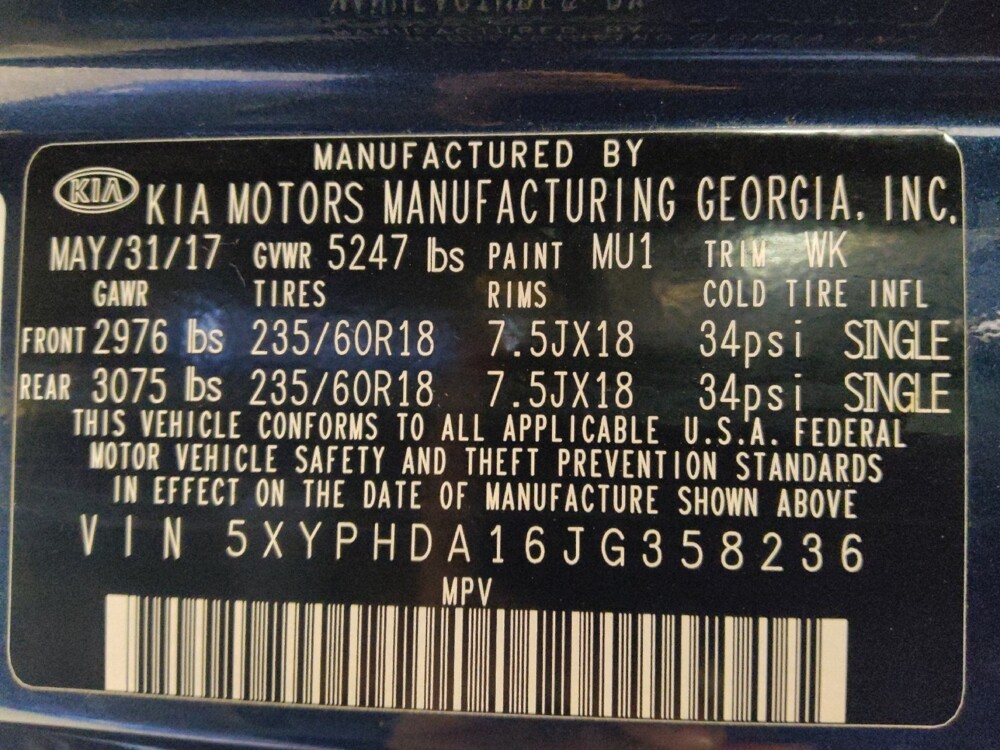 MANUFACTURED BY
KIA KIA MOTORS MANUFACTURING GEORGIA, INC.
MAY/31/17 GVWR 5247 lbs PAINT MU1 TRIM WK
GAWR TIRES RIMS COLD TIRE INFL
FRONT 2976 lbs 235/60R18 7.5JX18 34psi SINGLE
REAR 3075 lbs 235/60R18 7.5JX18 34psi SINGLE
THIS VEHICLE CONFORMS TO ALL APPLICABLE U.S.A. FEDERAL
MOTOR VEHICLE SAFETY AND THEFT PREVENTION STANDARDS
IN EFFECT ON THE DATE OF MANUFACTURE SHOWN ABOVE
VIN 5XYPHDA16JG358236
MPV